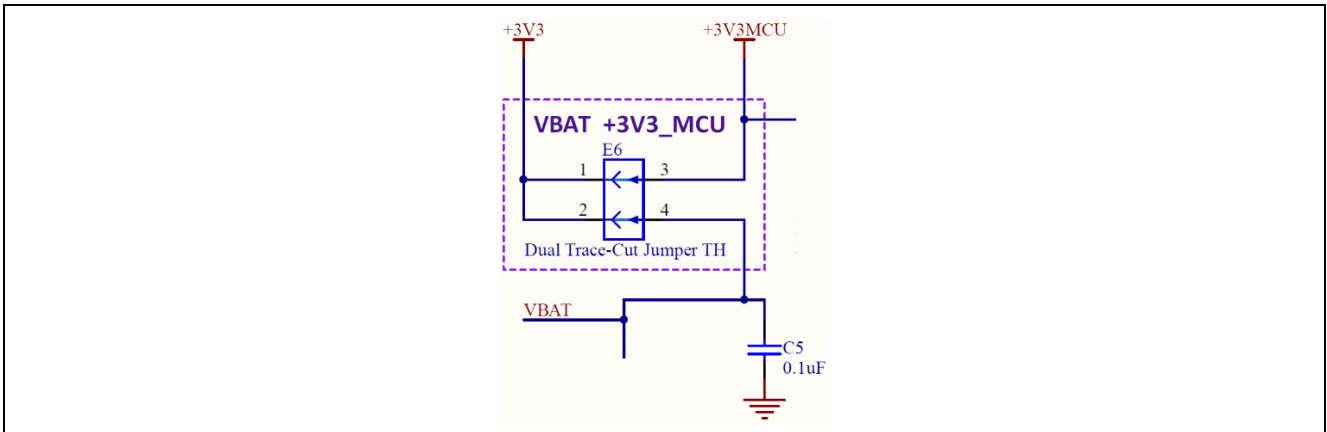 +3V3 +3V3MCU
VBAT +3V3_MCU
E6
1 3
2 4
Dual Trace-Cut Jumper TH
VBAT
C5
0.1uF